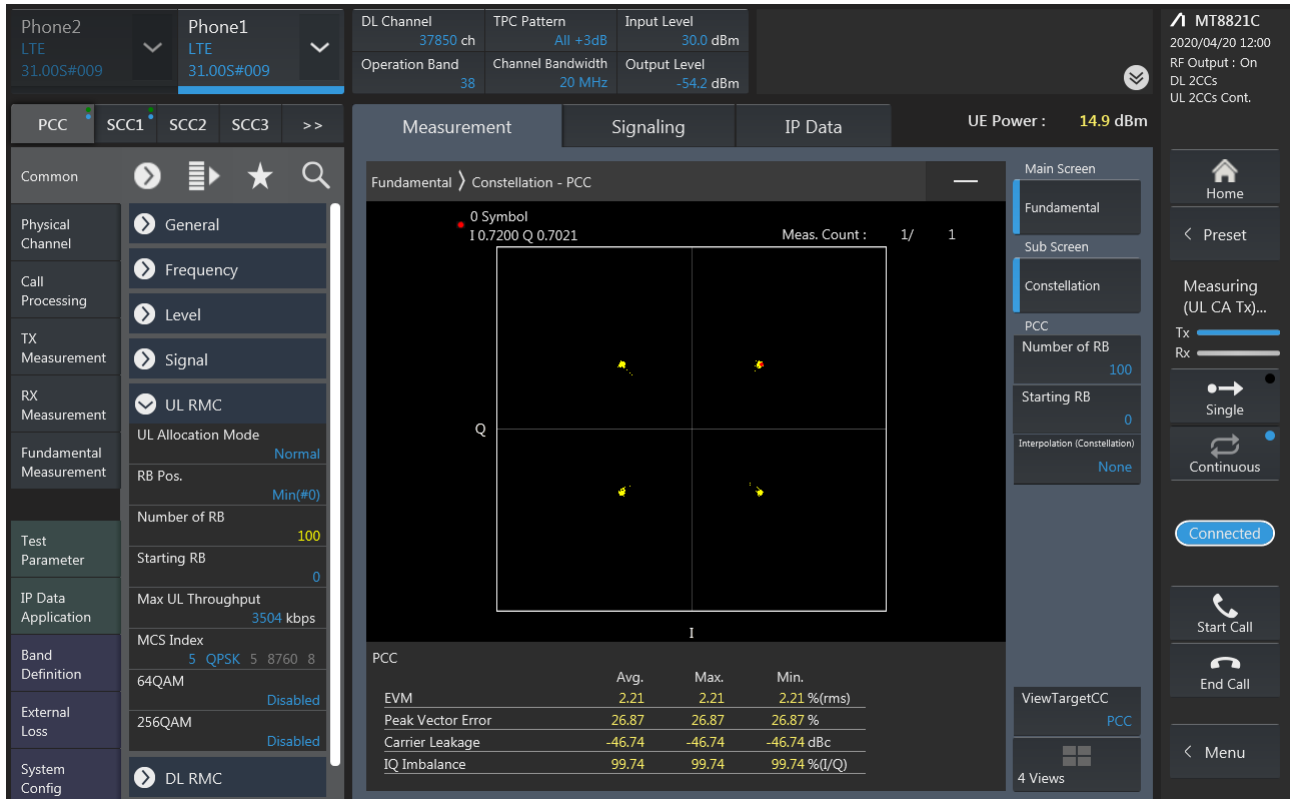 Phone2
LTE
31.00S#009
Phone1
LTE
31.00S#009
DL Channel
37850 ch
TPC Pattern
All +3dB
Input Level
30.0 dBm
Operation Band
38
Channel Bandwidth
20 MHz
Output Level
-54.2 dBm
MT8821C
2020/04/20 12:00
RF Output : On
DL 2CCs
UL 2CCs Cont.
PCC SCC1 SCC2 SCC3 >>
Measurement Signaling IP Data
UE Power : 14.9 dBm
Common
Physical
Channel
Call
Processing
TX
Measurement
RX
Measurement
Fundamental
Measurement
Test
Parameter
IP Data
Application
Band
Definition
External
Loss
System
Config
General
Frequency
Level
Signal
UL RMC
UL Allocation Mode
Normal
RB Pos.
Min(#0)
Number of RB
100
Starting RB
0
Max UL Throughput
3504 kbps
MCS Index
5 QPSK 5 8760 8
64QAM
Disabled
256QAM
Disabled
DL RMC
Fundamental 〉 Constellation - PCC
0 Symbol
I 0.7200 Q 0.7021
Meas. Count : 1/ 1
Q
I
PCC
Avg. Max. Min.
EVM 2.21 2.21 2.21 %(rms)
Peak Vector Error 26.87 26.87 26.87 %
Carrier Leakage -46.74 -46.74 -46.74 dBc
IQ Imbalance 99.74 99.74 99.74 %(I/Q)
Main Screen
Fundamental
Sub Screen
Constellation
PCC
Number of RB
100
Starting RB
0
Interpolation (Constellation)
None
ViewTargetCC
PCC
4 Views
Home
< Preset
Measuring
(UL CA Tx)...
Tx
Rx
Single
Continuous
Connected
Start Call
End Call
< Menu